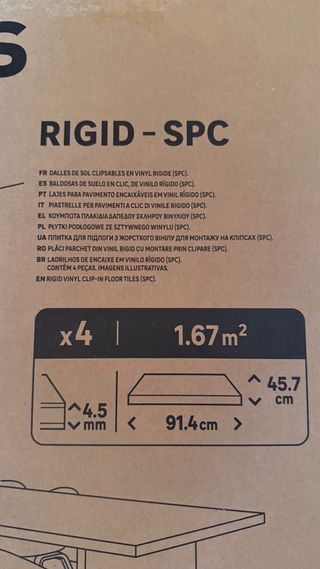 S
RIGID - SPC
FR DALLES DE SOL CLIPSABLES EN VINYL RIGIDE (SPC).
ES BALDOSAS DE SUELO EN CLIC, DE VINILO RÍGIDO (SPC).
PT LAJES PARA PAVIMENTO ENCAIXÁVEIS EM VINIL RÍGIDO (SPC).
IT PIASTRELLE PER PAVIMENTI A CLIC DI VINILE RIGIDO (SPC).
EL ΚΟΥΜΠΩΤΑ ΠΛΑΚΙΔΙΑ ΔΑΠΕΔΟΥ ΣΚΛΗΡΟΥ ΒΙΝΥΛΙΟΥ (SPC).
PL PŁYTKI PODŁOGOWE ZE SZTYWNEGO WINYLU (SPC).
UA ПЛИТКА ДЛЯ ПІДЛОГИ З ЖОРСТКОГО ВІНІЛУ ДЛЯ МОНТАЖУ НА КЛІПСАХ (SPC).
RO PLĂCI PARCHET DIN VINIL RIGID CU MONTARE PRIN CLIPARE (SPC).
BR LADRILHOS DE ENCAIXE EM VINILO RÍGIDO (SPC).
CONTÉM 4 PEÇAS. IMAGENS ILLUSTRATIVAS.
EN RIGID VINYL CLIP-IN FLOOR TILES (SPC).
x4 | 1.67 m²
4.5 mm
91.4 cm
45.7 cm